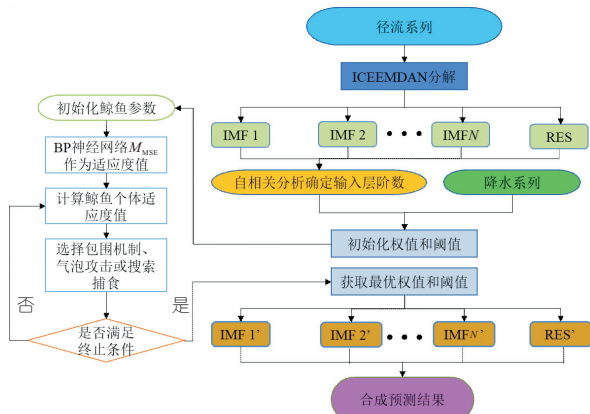 径流系列
ICEEMDAN分解
IMF 1
IMF 2
IMFN
RES
自相关分析确定输入层阶数
降水系列
初始化权值和阈值
初始化鲸鱼参数
BP神经网络M_MSE
作为适应度值
计算鲸鱼个体适
应度值
选择包围机制、
气泡攻击或搜索
捕食
是否满足
终止条件
否
是
获取最优权值和阈值
IMF 1’
IMF 2’
IMFN’
RES’
合成预测结果